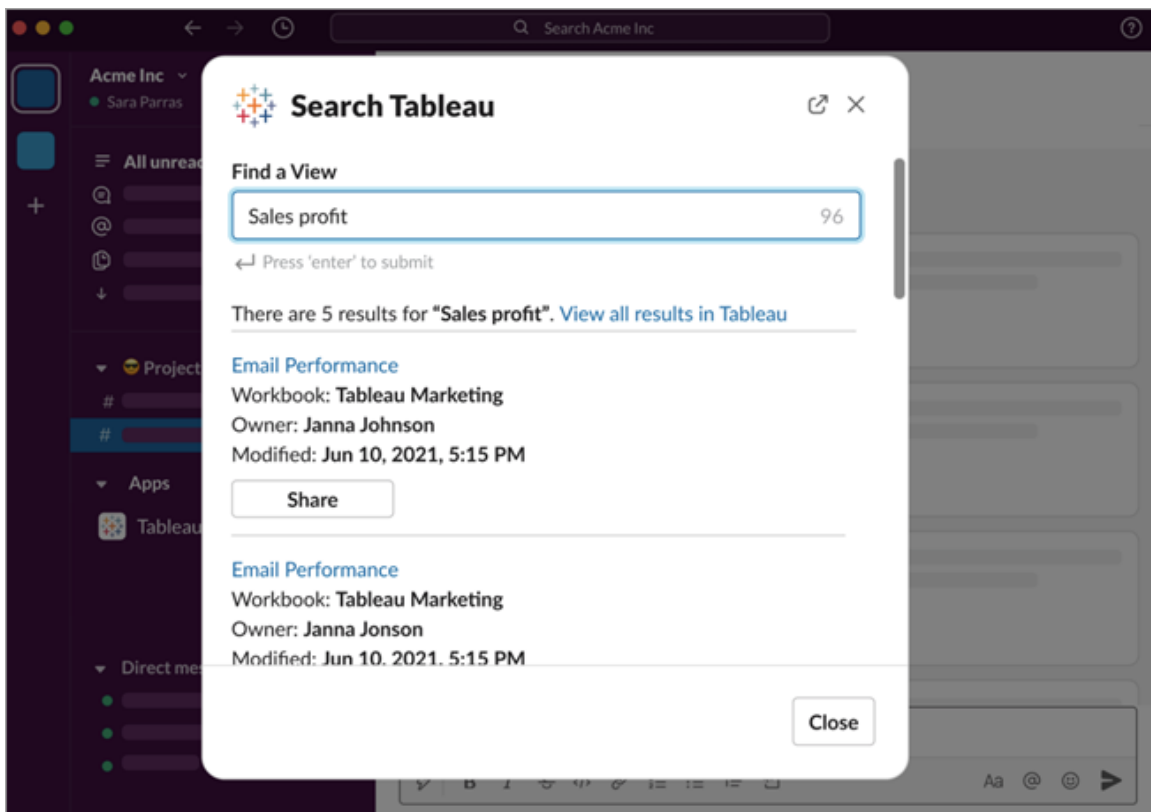 Search Acme Inc
Acme Inc
Sara Parras
All unread
Project
Apps
Tableau
Direct mes
Search Tableau
Find a View
Sales profit 96
Press 'enter' to submit
There are 5 results for “Sales profit”. View all results in Tableau
Email Performance
Workbook: Tableau Marketing
Owner: Janna Johnson
Modified: Jun 10, 2021, 5:15 PM
Share
Email Performance
Workbook: Tableau Marketing
Owner: Janna Jonson
Modified: Jun 10, 2021, 5:15 PM
Close
Aa @